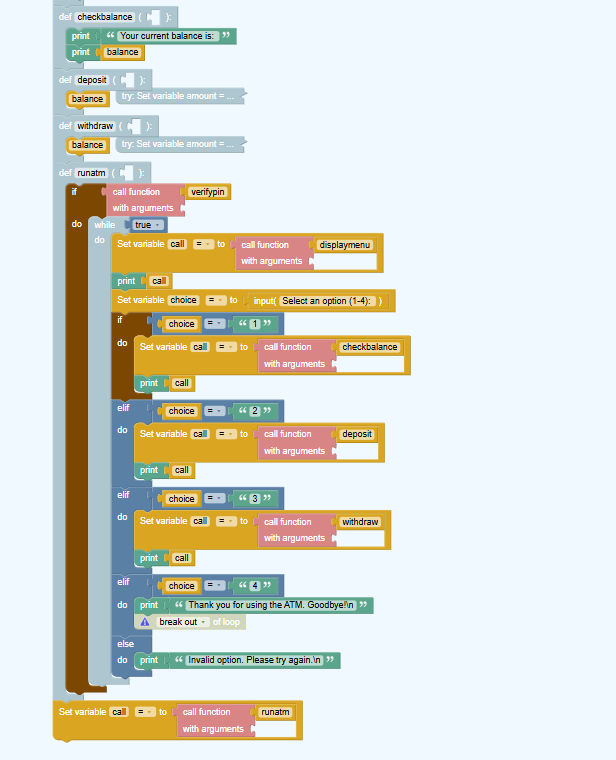 def checkbalance ( ):
print “ Your current balance is: ”
print balance
def deposit ( ):
balance try: Set variable amount = ...
def withdraw ( ):
balance try: Set variable amount = ...
def runatm ( ):
if call function verifypin
with arguments
do while true
do Set variable call = to call function displaymenu
with arguments
print call
Set variable choice = to input( Select an option (1-4): )
if choice = “ 1 ”
do Set variable call = to call function checkbalance
with arguments
print call
elif choice = “ 2 ”
do Set variable call = to call function deposit
with arguments
print call
elif choice = “ 3 ”
do Set variable call = to call function withdraw
with arguments
print call
elif choice = “ 4 ”
do print “ Thank you for using the ATM. Goodbye!\n ”
break out of loop
else
do print “ Invalid option. Please try again.\n ”
Set variable call = to call function runatm
with arguments